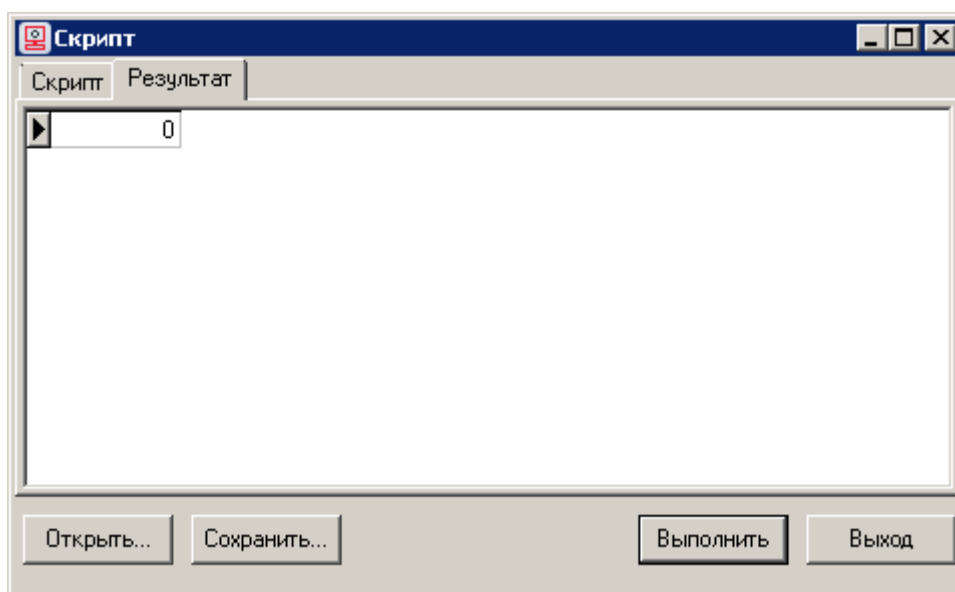 Скрипт
Скрипт Результат
0
Открыть... Сохранить... Выполнить Выход